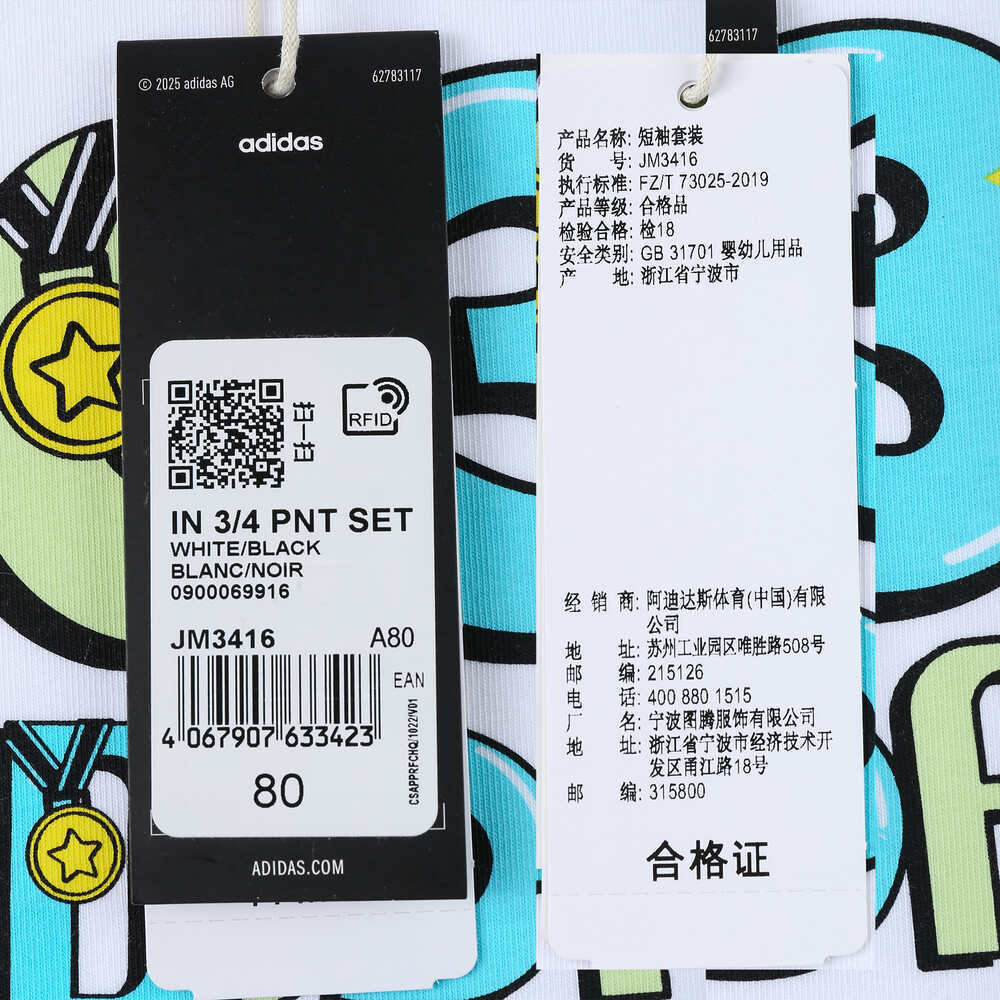 © 2025 adidas AG
62783117
adidas
扫一扫
RFID
IN 3/4 PNT SET
WHITE/BLACK
BLANC/NOIR
0900069916
JM3416
A80
EAN
4 067907 633423
CSAPPRFCHQ/1022/V01
80
ADIDAS.COM
62783117
产品名称: 短袖套装
货 号: JM3416
执行标准: FZ/T 73025-2019
产品等级: 合格品
检验合格: 检18
安全类别: GB 31701 婴幼儿用品
产 地: 浙江省宁波市
经 销 商: 阿迪达斯体育(中国)有限
公司
地 址: 苏州工业园区唯胜路508号
邮 编: 215126
电 话: 400 880 1515
厂 名: 宁波图腾服饰有限公司
地 址: 浙江省宁波市经济技术开
发区甬江路18号
邮 编: 315800
合格证